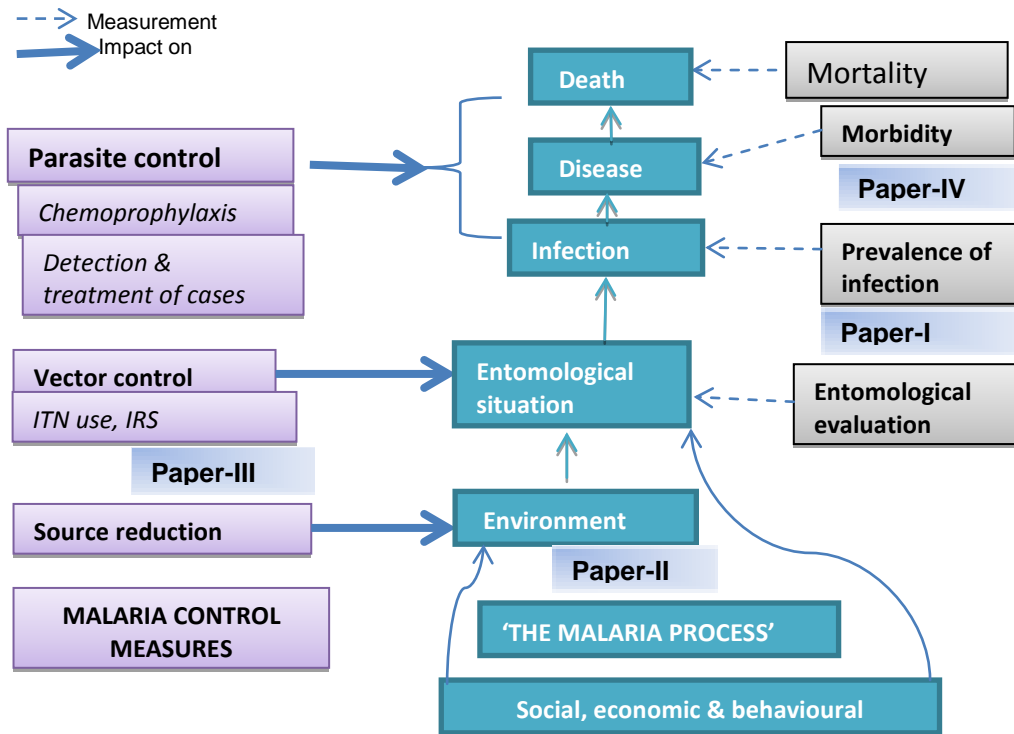 Measurement
Impact on
Death
Mortality
Parasite control
Disease
Morbidity
Paper-IV
Chemoprophylaxis
Infection
Prevalence of
infection
Detection &
treatment of cases
Paper-I
Vector control
Entomological
situation
Entomological
evaluation
ITN use, IRS
Paper-III
Source reduction
Environment
Paper-II
MALARIA CONTROL
MEASURES
‘THE MALARIA PROCESS’
Social, economic & behavioural